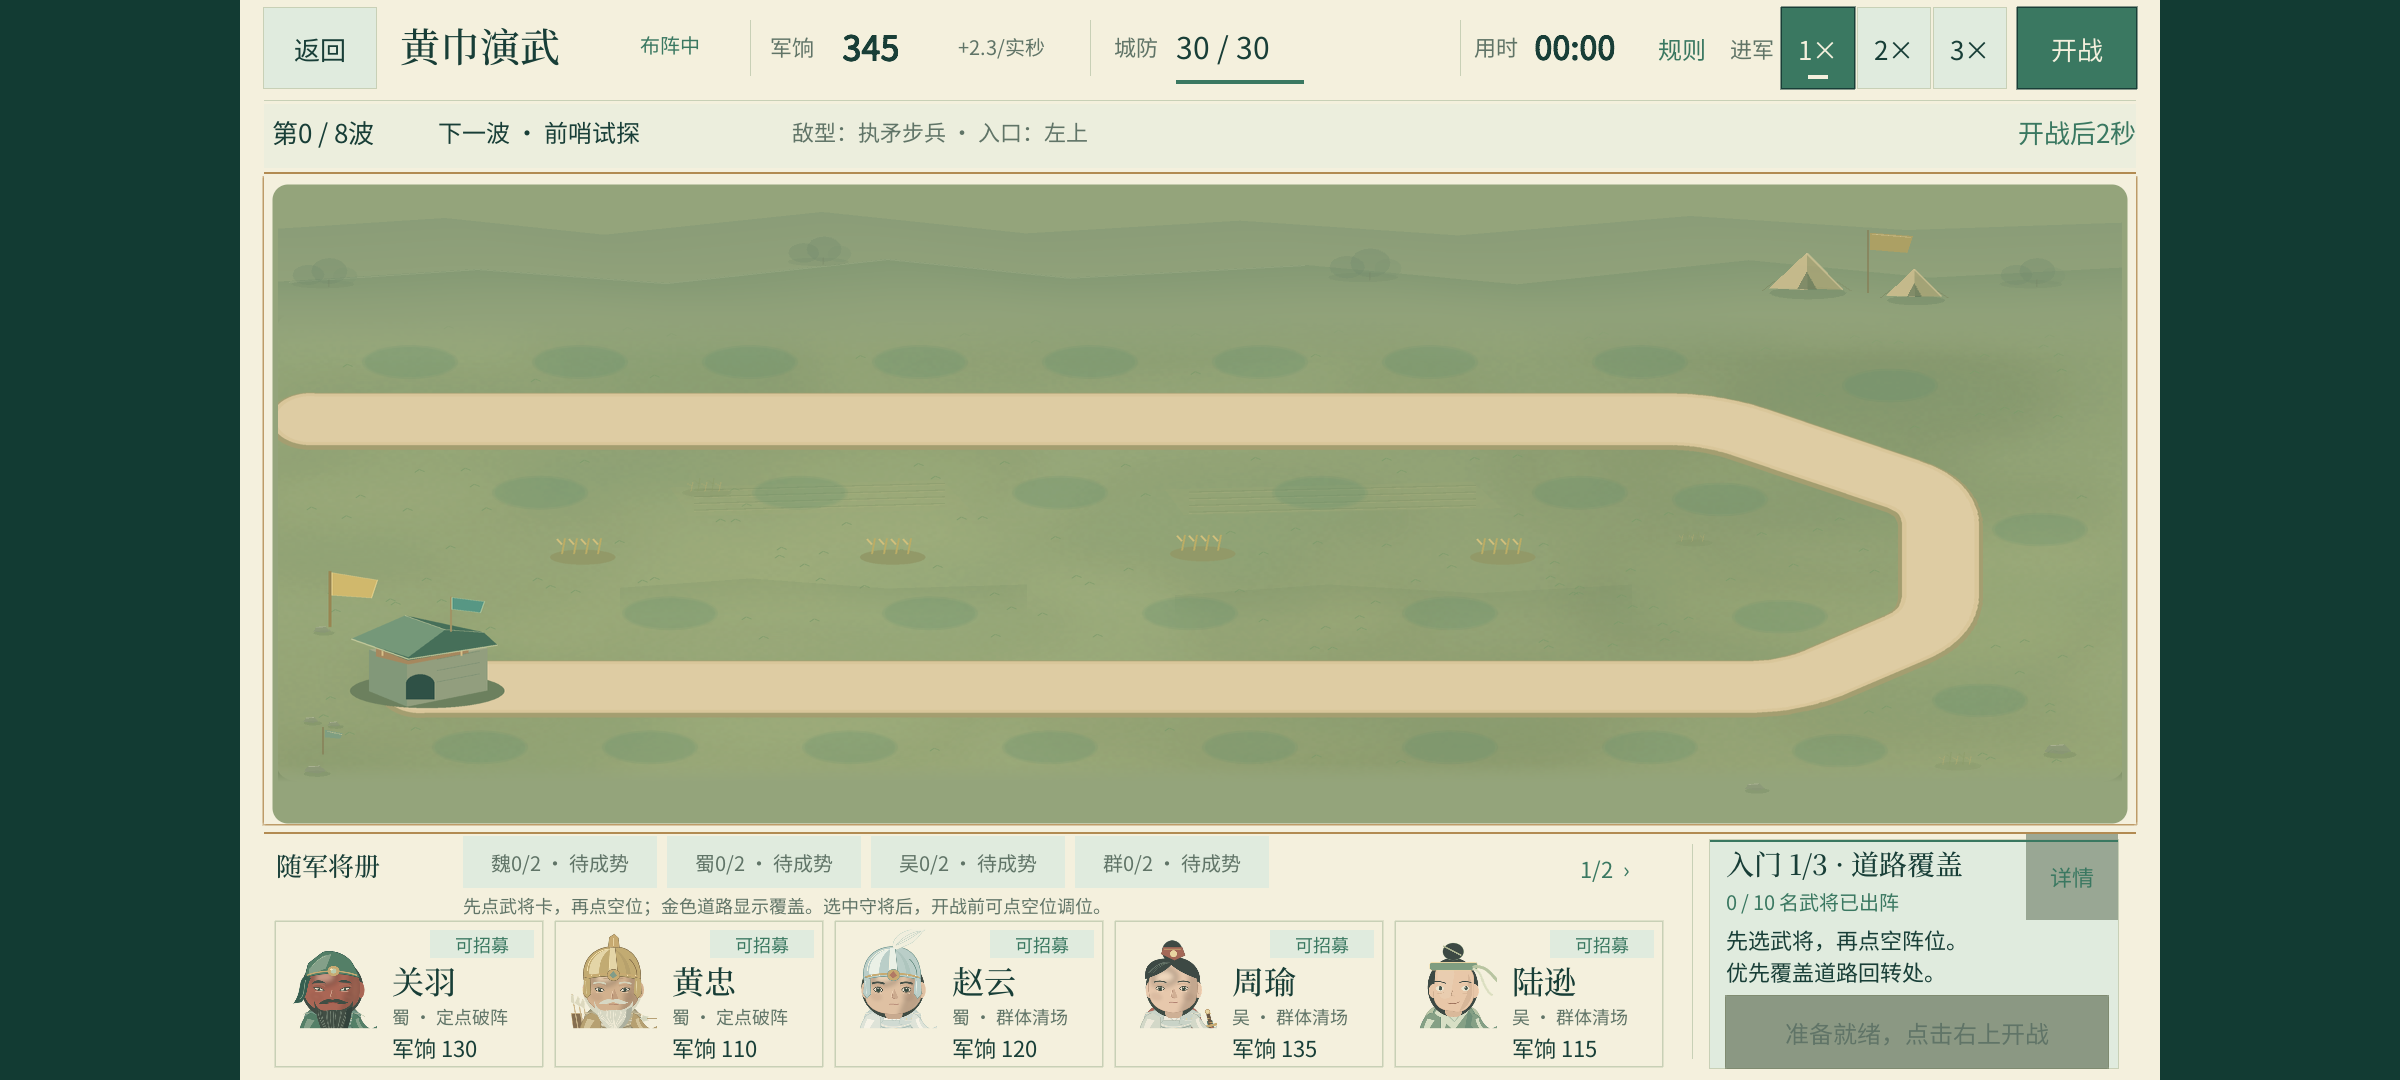 返回
黄巾演武
布阵中
军饷 345 +2.3/实秒
城防 30 / 30
用时 00:00
规则
进军 1× 2× 3×
开战
第0 / 8波
下一波 · 前哨试探
敌型：执矛步兵 · 入口：左上
开战后2秒
随军将册
魏0/2 · 待成势
蜀0/2 · 待成势
吴0/2 · 待成势
群0/2 · 待成势
1/2 ›
先点武将卡，再点空位；金色道路显示覆盖。选中守将后，开战前可点空位调位。
可招募
关羽
蜀 · 定点破阵
军饷 130
可招募
黄忠
蜀 · 定点破阵
军饷 110
可招募
赵云
蜀 · 群体清场
军饷 120
可招募
周瑜
吴 · 群体清场
军饷 135
可招募
陆逊
吴 · 群体清场
军饷 115
入门 1/3 · 道路覆盖
详情
0 / 10 名武将已出阵
先选武将，再点空阵位。
优先覆盖道路回转处。
准备就绪，点击右上开战